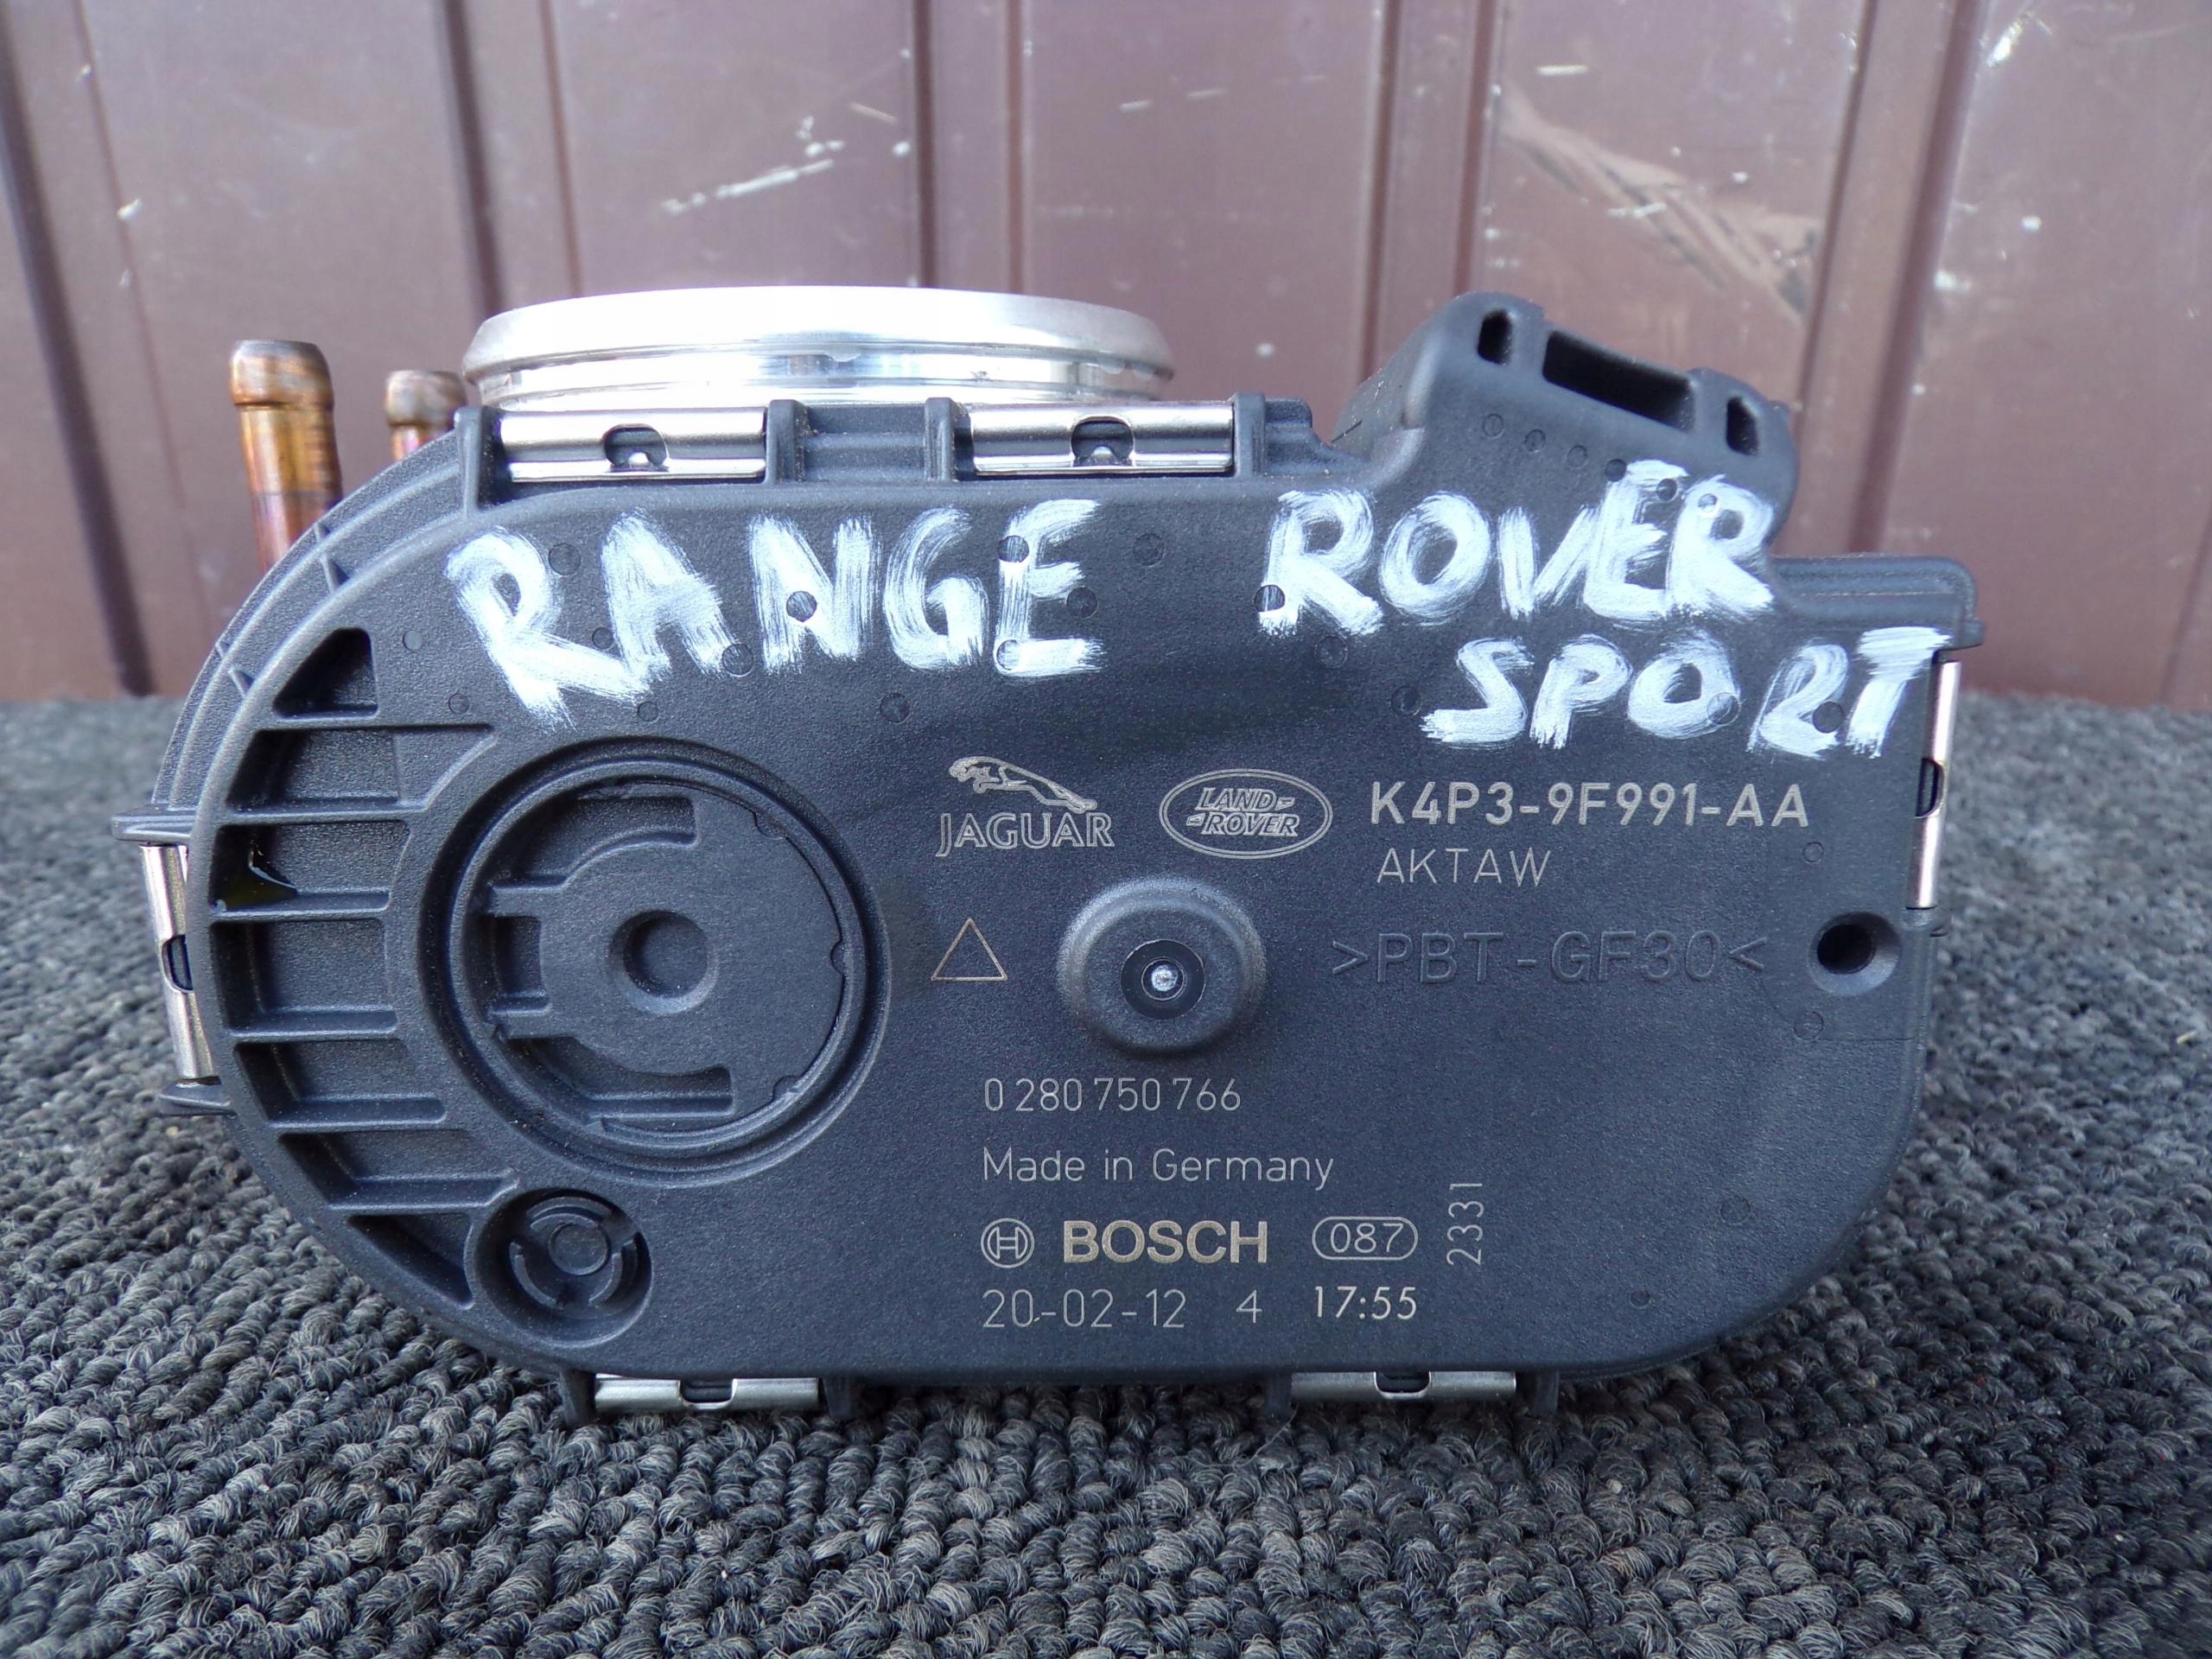 RANGE ROVER
SPORT
JAGUAR
LAND-
-ROVER
K4P3-9F991-AA
AKTAW
>PBT-GF30<
0 280 750 766
Made in Germany
BOSCH 087 2331
20-02-12 4 17:55